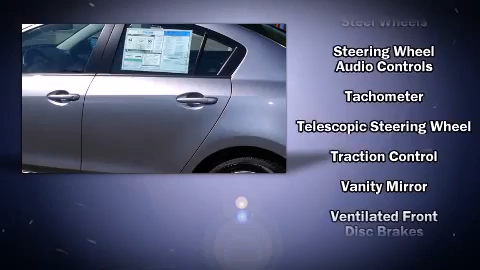 Steel Wheels
Steering Wheel
Audio Controls
Tachometer
Telescopic Steering Wheel
Traction Control
Vanity Mirror
Ventilated Front
Disc Brakes